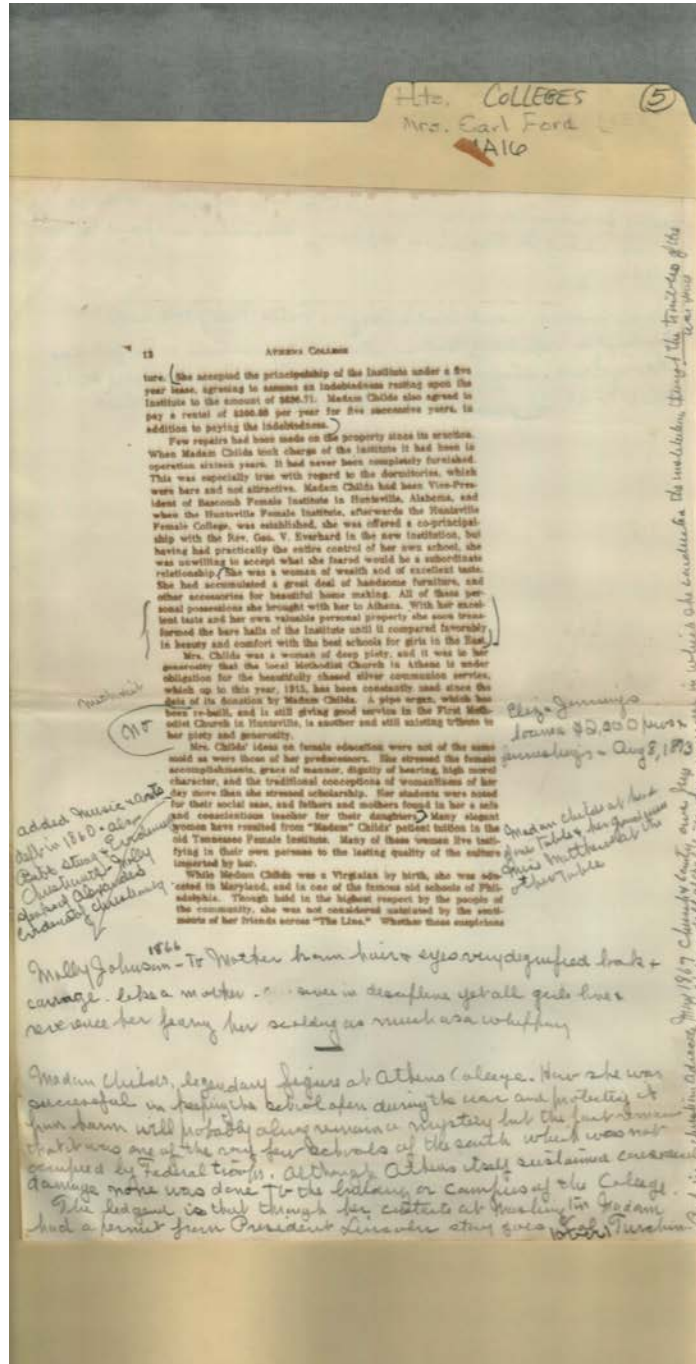 Hto. COLLEGES 5
Mrs. Earl Ford
1A16
12 ATHENS COLLEGE
ture. (She accepted the principalship of the Institute under a five
year lease, agreeing to assume an indebtedness resting upon the
Institute to the amount of Madam Childs also agreed to
pay a rental of per year for five successive years, in
addition to paying the indebtedness.)
Few repairs had been made on the property since its erection.
When Madam Childs took charge of the Institute it had been in
operation sixteen years. It had never been completely furnished.
This was especially true with regard to the dormitories, which
were bare and not attractive. Madam Childs had been Vice-Pres-
ident of Bascomb Female Institute in Huntsville, Alabama, and
when the Huntsville Female Institute, afterwards the Huntsville
Female College, was established, she was offered a co-principal-
ship with the Rev. Geo. V. Everhard in the new institution, but
having had practically the entire control of her own school, she
was unwilling to accept what she feared would be a subordinate
relationship. (She was a woman of wealth and of excellent taste.
She had accumulated a great deal of handsome furniture, and
other accessories for beautiful home making. All of these per-
sonal possessions she brought with her to Athens. With her excel-
lent taste and her own valuable personal property she soon trans-
formed the bare halls of the Institute until it compared favorably
in beauty and comfort with the best schools for girls in the East.
Mrs. Childs was a woman of deep piety, and it was to her
generosity that the local Methodist Church in Athens is under
obligation for the beautifully chased silver communion service,
which up to this year, 1915, has been constantly used since the
date of its donation by Madam Childs. A pipe organ, which has
been re-built, and is still giving good service in the First Meth-
odist Church in Huntsville, is another and still existing tribute to
her piety and generosity.
Methodist
No
Mrs. Childs' ideas on female education were not of the same
mold as were those of her predecessors. She stressed the female
accomplishments, grace of manner, dignity of bearing, high moral
character, and the traditional conceptions of womanliness of her
day more than she stressed scholarship. Her students were noted
for their social ease, and fathers and mothers found in her a safe
and conscientious teacher for their daughters.) Many elegant
women have resulted from "Madam" Childs' patient tuition in the
old Tennessee Female Institute. Many of these women live testi-
fying in their own persons to the lasting quality of the culture
imparted by her.
While Madam Childs was a Virginian by birth, she was edu-
cated in Maryland, and in one of the famous old schools of Phil-
adelphia. Though held in the highest respect by the people of
the community, she was not considered untainted by the senti-
ments of her friends across "The Line." Whether these suspicions
Eliza Jennings
loaned $2,200
Aug 8, 1873
Madam Childs at head
one table & her good niece
Miss Matthews at the
other table
added Music & Arts
dept in 1860 - also
Evidences
Christianity
Alexander
Evidences of Christianity
Molly Johnson 1866 - To Mother hair & eyes very dignified look &
carriage. like a mother - in discipline yet all girls love &
reverence her fearing her scolding as much as a whipping
Madam Childs, legendary figure at Athens College. How she was
successful in keeping the school open during the war and protecting it
from harm will probably always remain a mystery but the fact remains
that it was one of the very few schools of the south which was not
occupied by Federal troops. Although Athens itself sustained
damage none was done to the building or campus of the College.
The ledgend is that through her contacts at Washington Madam
had a permit from President Lincoln story goes Turchin